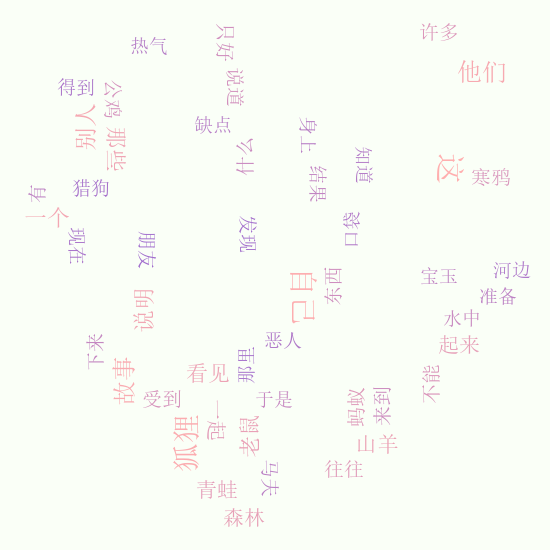 许多
只好
热气
他们
说道
得到
公鸡
别人
那些
缺点
身上
什么
知道
这
寒鸦
结果
猎狗
有
一个
口袋
发现
现在
朋友
河边
宝玉
东西
自己
准备
说明
水中
恶人
起来
下来
那里
看见
故事
不能
受到
于是
蚂蚁
来到
一起
狐狸
老鼠
山羊
往往
马夫
青蛙
森林